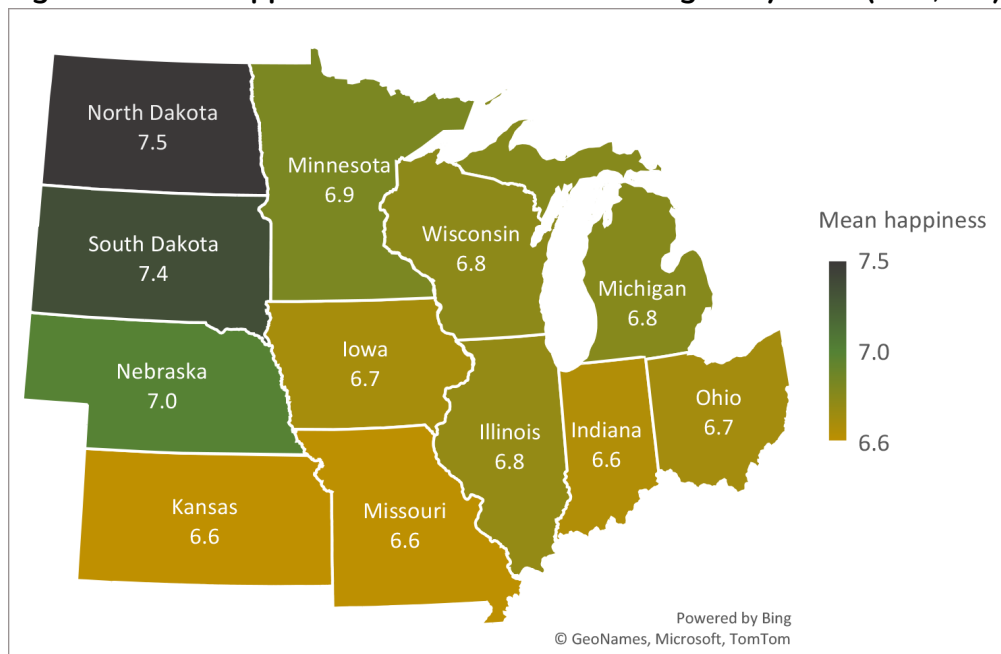 North Dakota
7.5
Minnesota
6.9
South Dakota
7.4
Wisconsin
6.8
Michigan
6.8
Nebraska
7.0
Iowa
6.7
Illinois
6.8
Indiana
6.6
Ohio
6.7
Kansas
6.6
Missouri
6.6
Mean happiness
7.5
7.0
6.6
Powered by Bing
© GeoNames, Microsoft, TomTom